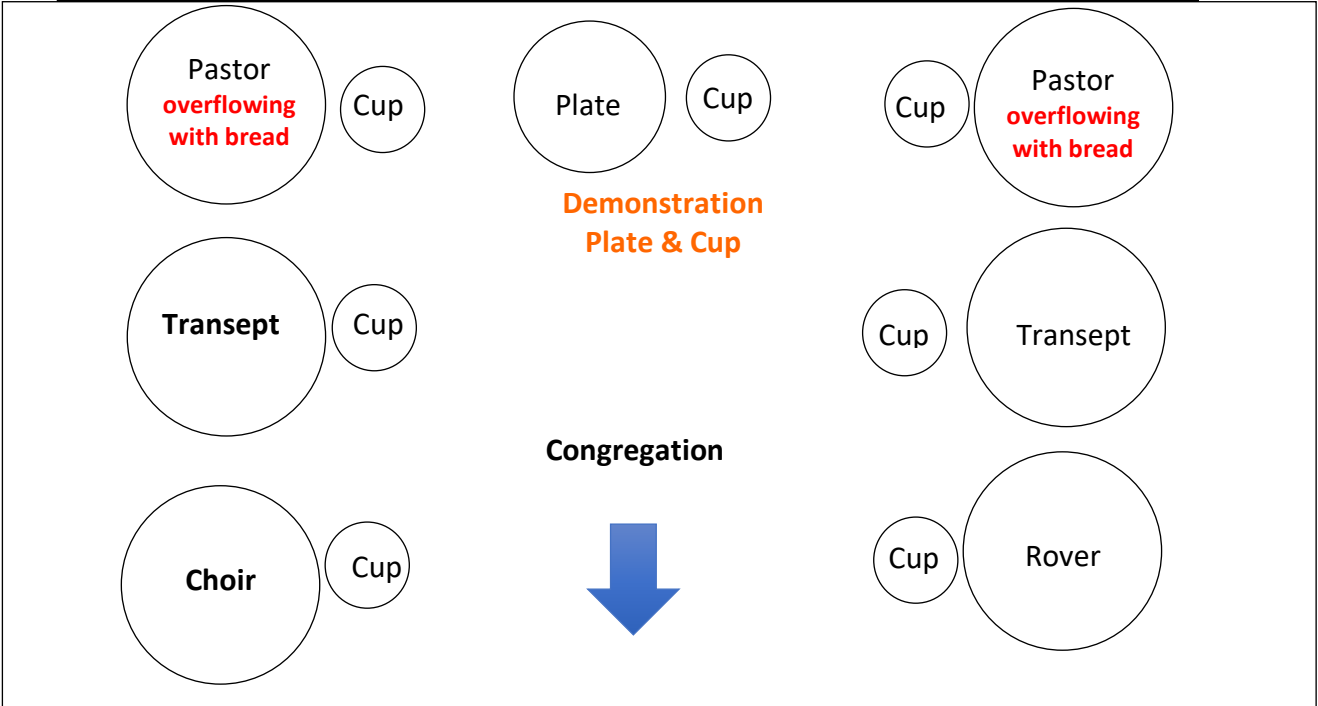 Pastor
overflowing
with bread
Cup
Plate
Cup
Cup
Pastor
overflowing
with bread
Demonstration
Plate & Cup
Transept
Cup
Cup
Transept
Congregation
Choir
Cup
Cup
Rover